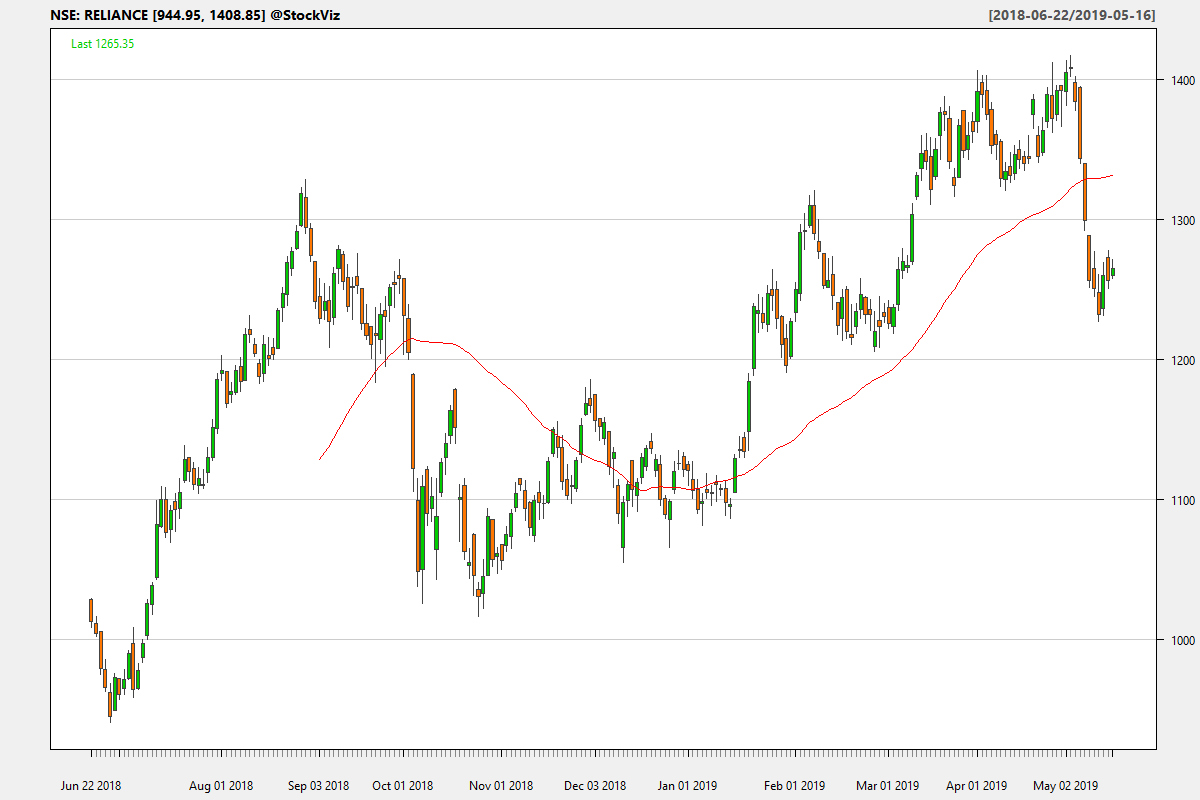 NSE: RELIANCE [944.95, 1408.85] @StockViz
[2018-06-22/2019-05-16]
Last 1265.35
1400
1300
1200
1100
1000
Jun 22 2018 Aug 01 2018 Sep 03 2018 Oct 01 2018 Nov 01 2018 Dec 03 2018 Jan 01 2019 Feb 01 2019 Mar 01 2019 Apr 01 2019 May 02 2019